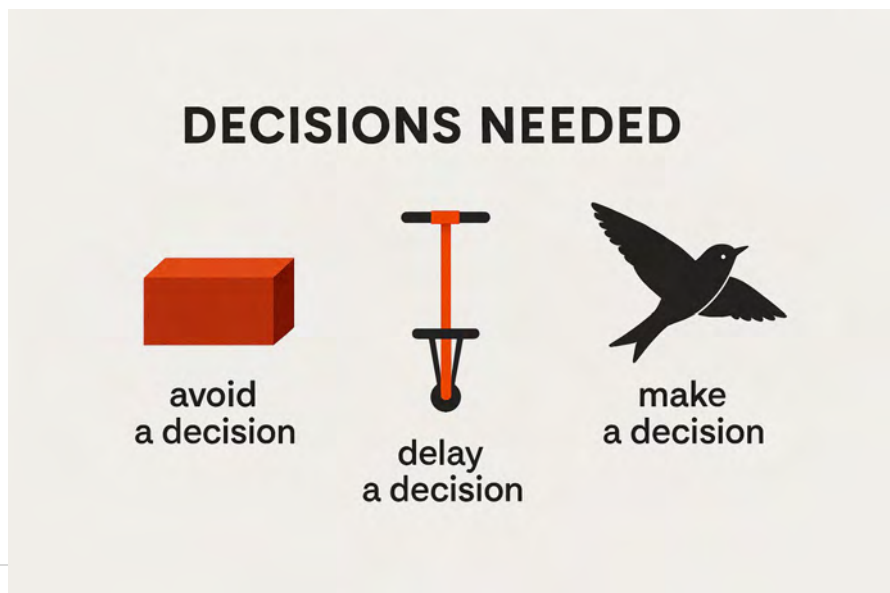 DECISIONS NEEDED
avoid
a decision
delay
a decision
make
a decision